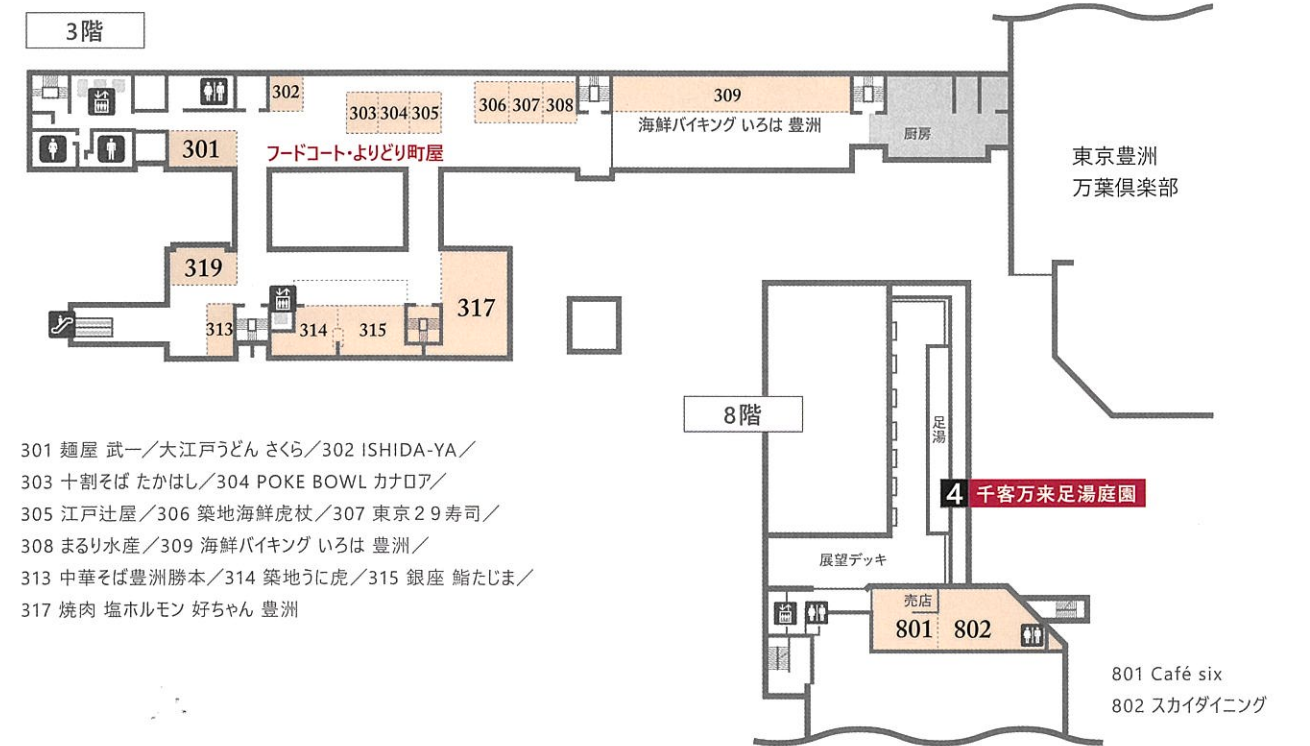 3階
302
303 304 305
306 307 308
309
海鮮バイキング いろは 豊洲
厨房
301
フードコート・よりどり町屋
東京豊洲
万葉倶楽部
319
313
314
315
317
8階
足湯
4 千客万来足湯庭園
展望デッキ
売店
801
802
301 麺屋 武一／大江戸うどん さくら／302 ISHIDA-YA／
303 十割そば たかはし／304 POKE BOWL カナロア／
305 江戸辻屋／306 築地海鮮虎杖／307 東京29寿司／
308 まるり水産／309 海鮮バイキング いろは 豊洲／
313 中華そば豊洲勝本／314 築地うに虎／315 銀座 鮨たじま／
317 焼肉 塩ホルモン 好ちゃん 豊洲
801 Café six
802 スカイダイニング